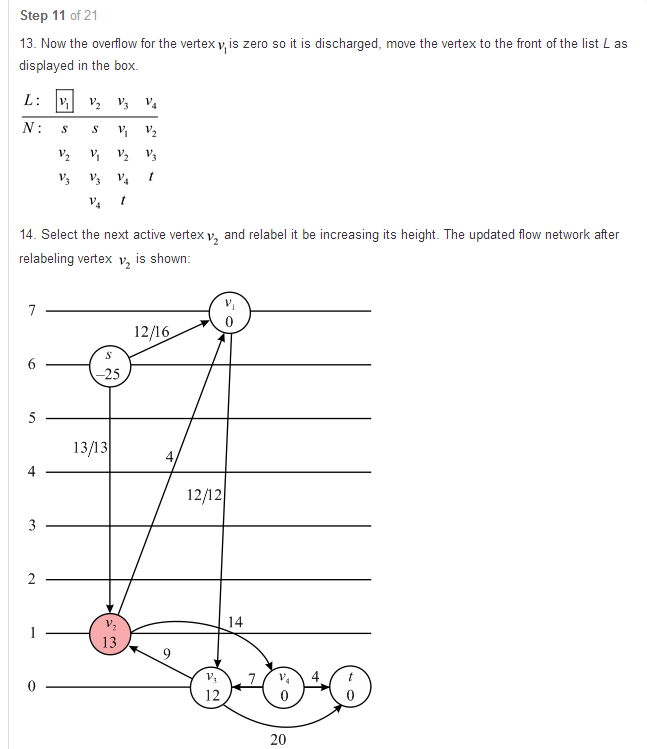 Step 11 of 21
13. Now the overflow for the vertex v₁ is zero so it is discharged, move the vertex to the front of the list L as
displayed in the box.
L: v₁ v₂ v₃ v₄
N: s s v₁ v₂
v₂ v₁ v₂ v₃
v₃ v₃ v₄ t
v₄ t
14. Select the next active vertex v₂ and relabel it be increasing its height. The updated flow network after
relabeling vertex v₂ is shown:
7
v₁
0
12/16
6
s
–25
5
13/13
4
4
12/12
3
2
1
v₂
13
14
9
0
v₃
12
7
v₄
0
4
t
0
20